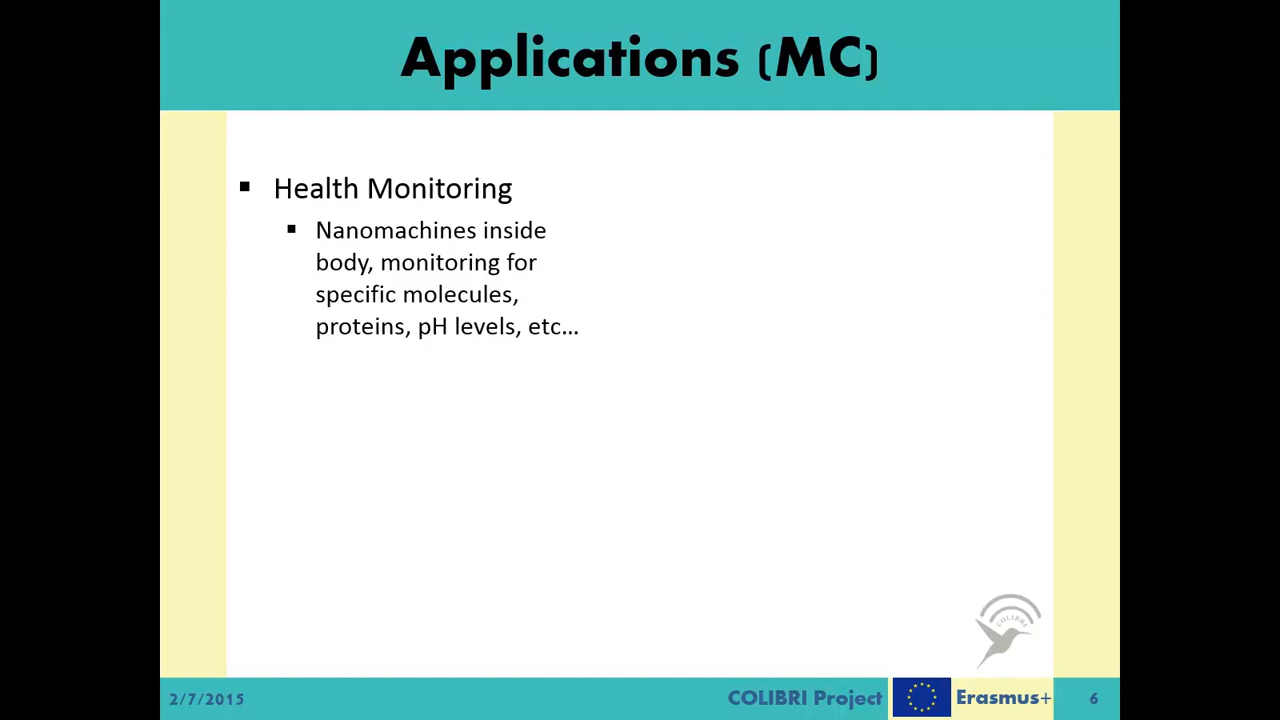 Applications (MC)
▪ Health Monitoring
▪ Nanomachines inside
body, monitoring for
specific molecules,
proteins, pH levels, etc…
COLIBRI
2/7/2015
COLIBRI Project
Erasmus+
6